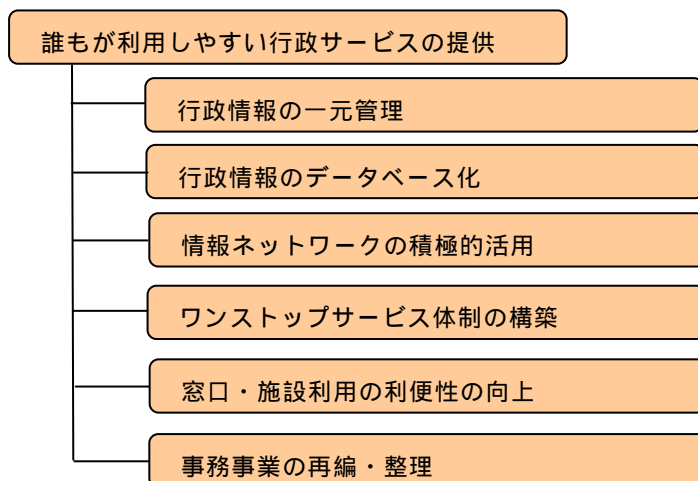 誰もが利用しやすい行政サービスの提供
行政情報の一元管理
行政情報のデータベース化
情報ネットワークの積極的活用
ワンストップサービス体制の構築
窓口・施設利用の利便性の向上
事務事業の再編・整理